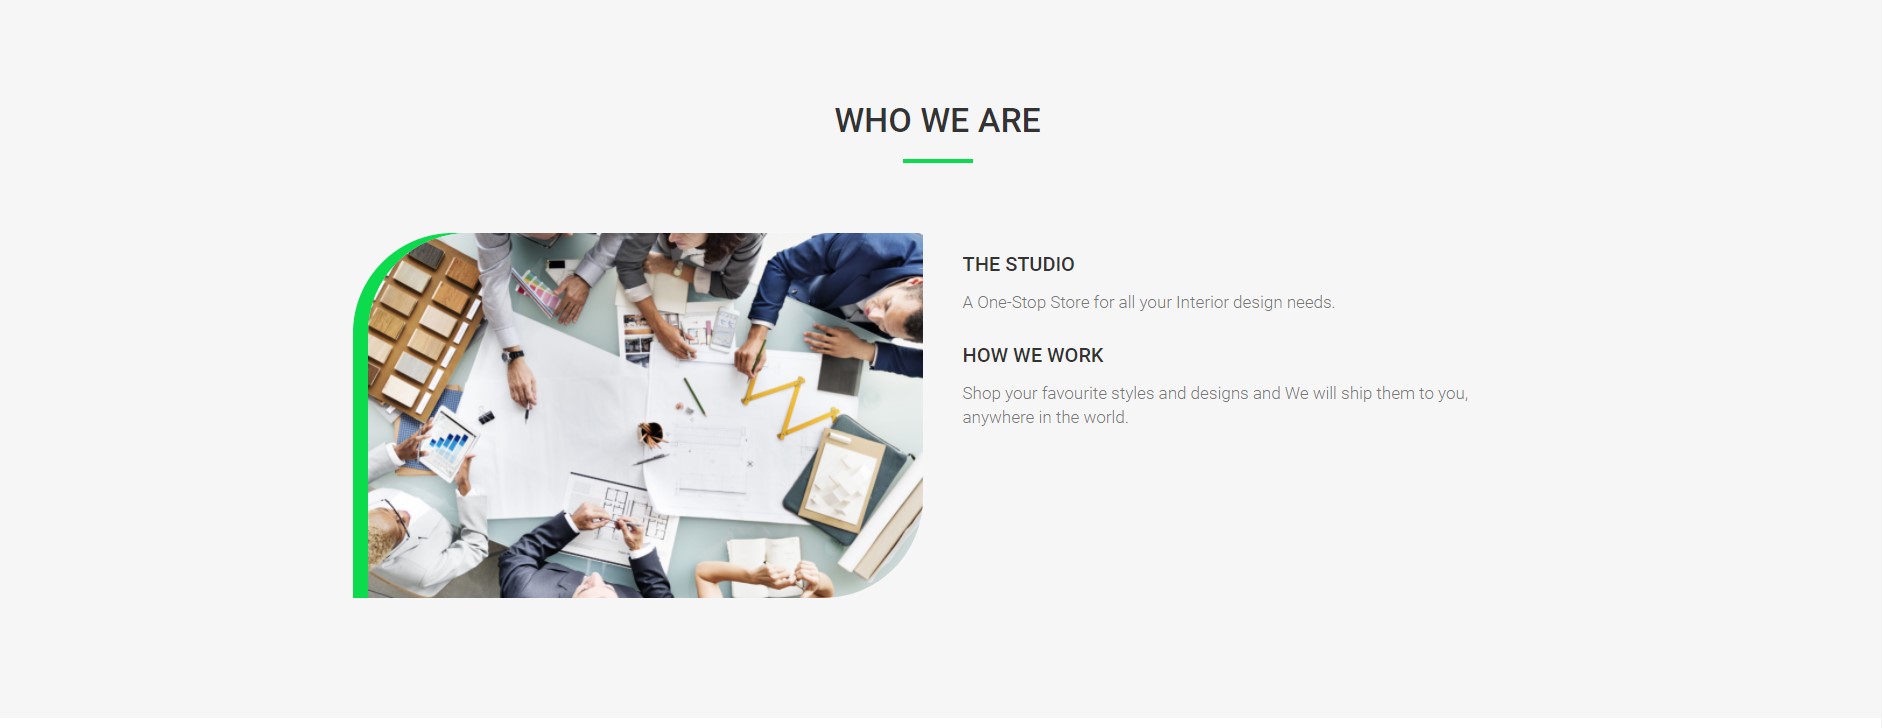 WHO WE ARE
THE STUDIO
A One-Stop Store for all your Interior design needs.
HOW WE WORK
Shop your favourite styles and designs and We will ship them to you,
anywhere in the world.